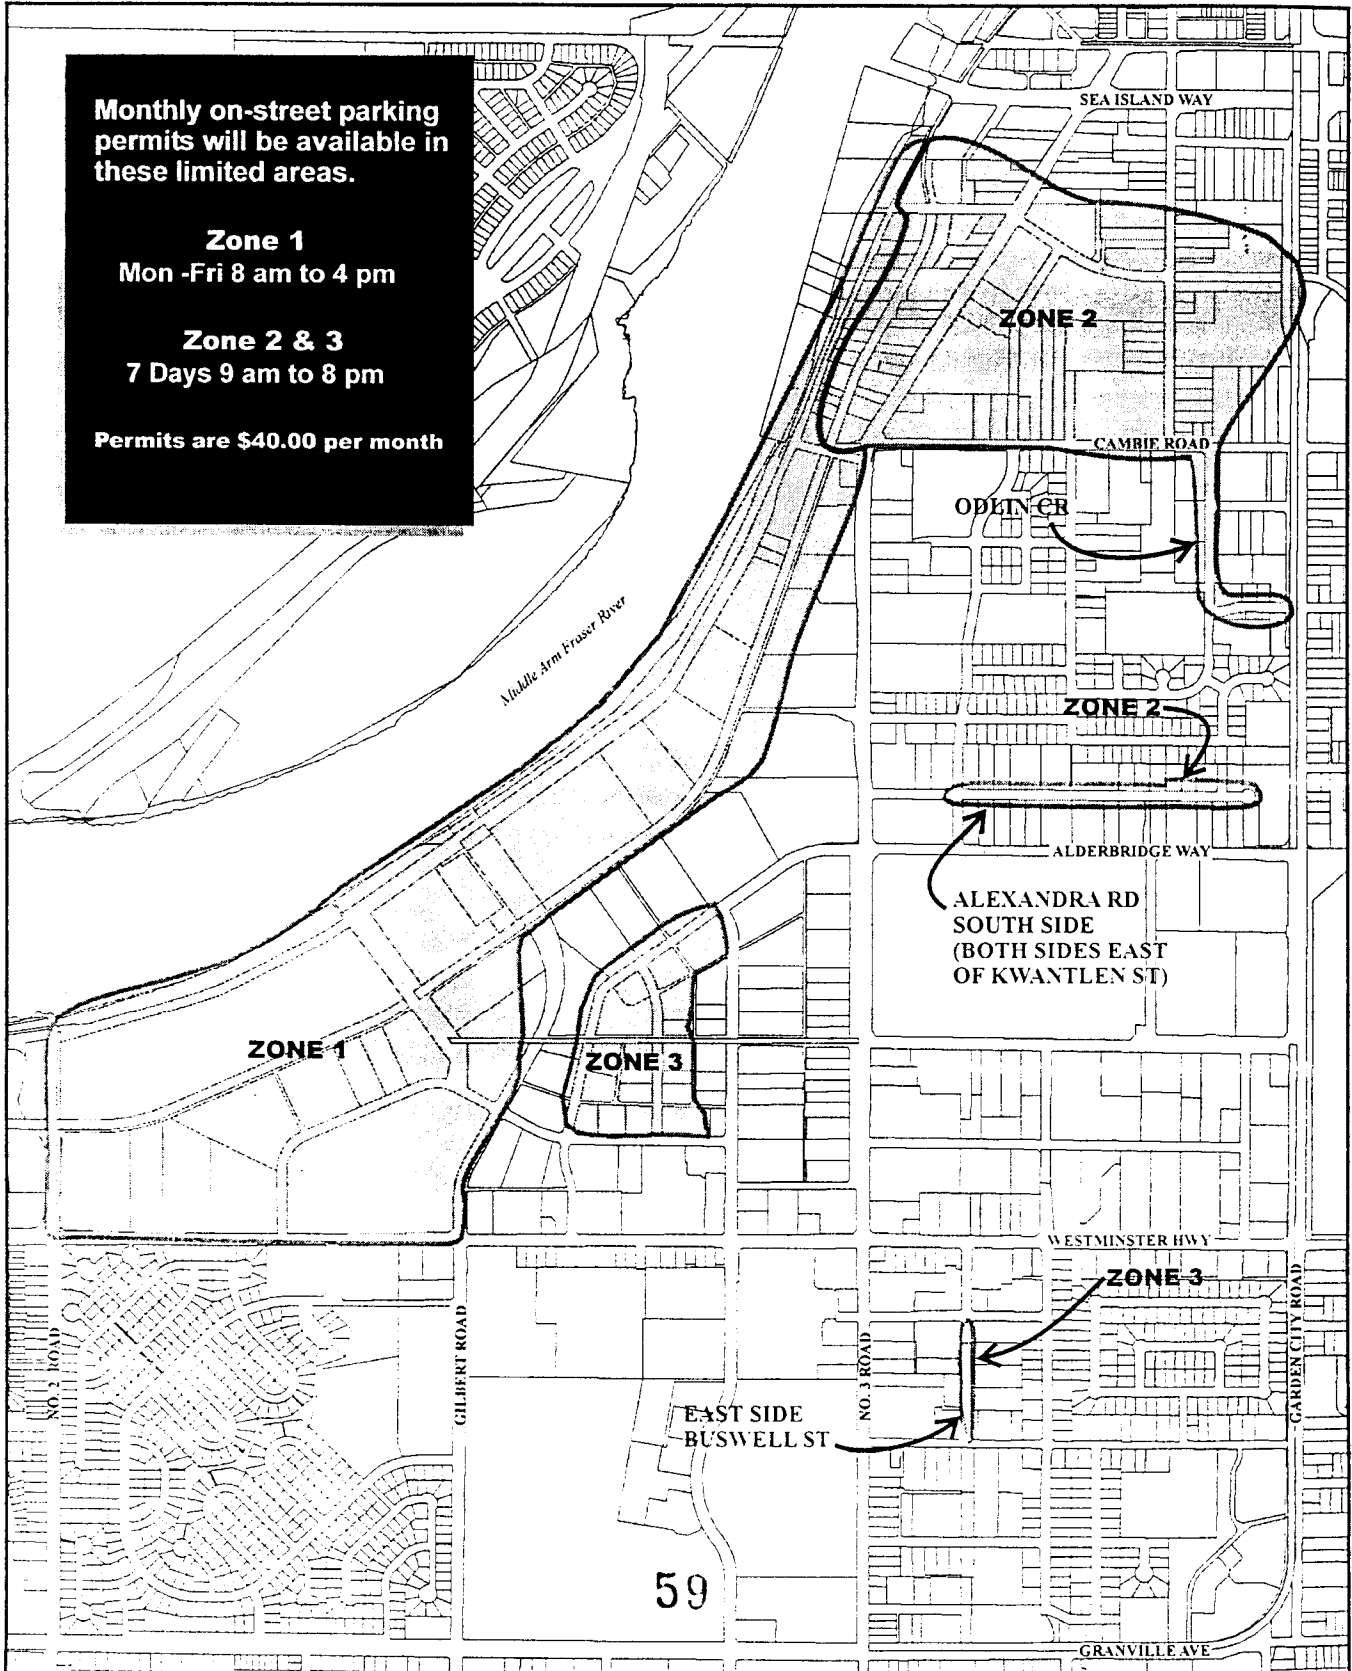 Monthly on-street parking
permits will be available in
these limited areas.
Zone 1
Mon -Fri 8 am to 4 pm
Zone 2 & 3
7 Days 9 am to 8 pm
Permits are $40.00 per month
SEA ISLAND WAY
ZONE 2
CAMBIE ROAD
ODLIN CR
Middle Arm Fraser River
ZONE 2
ALDERBRIDGE WAY
ALEXANDRA RD
SOUTH SIDE
(BOTH SIDES EAST
OF KWANTLEN ST)
ZONE 1
ZONE 3
WESTMINSTER HWY
ZONE 3
NO. 2 ROAD
GILBERT ROAD
NO. 3 ROAD
GARDEN CITY ROAD
EAST SIDE
BUSWELL ST
59
GRANVILLE AVE